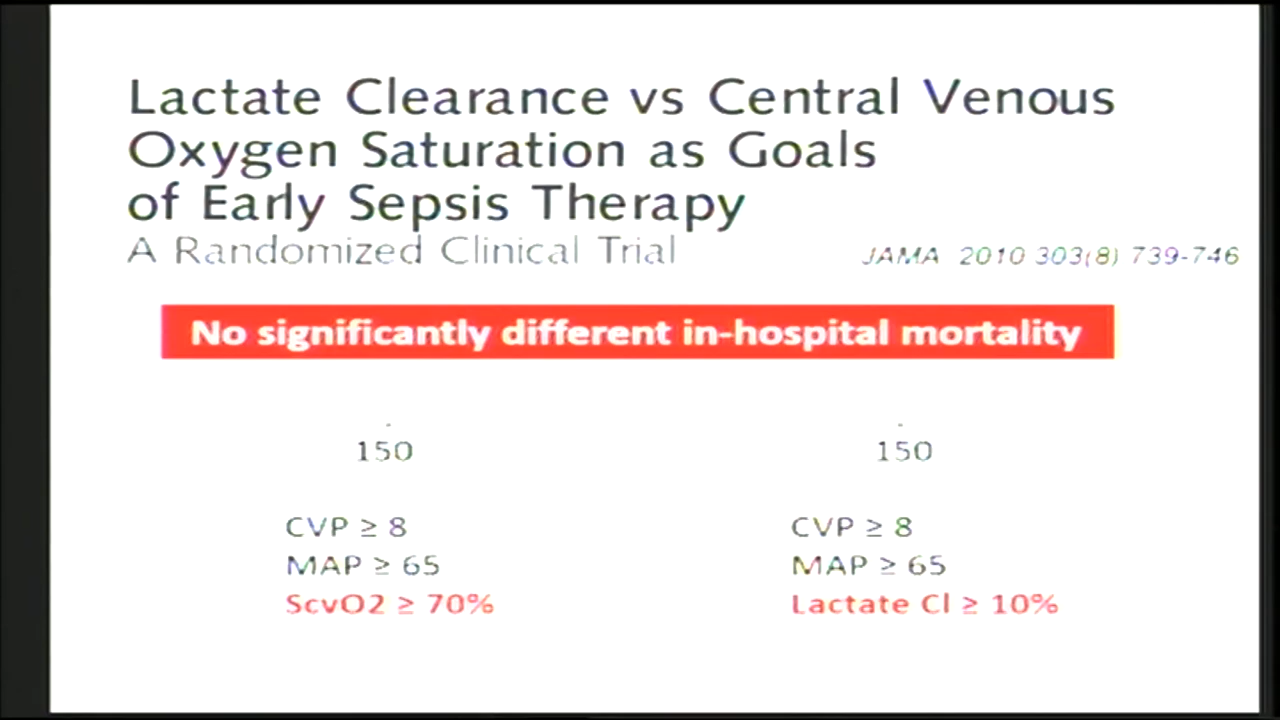 Lactate Clearance vs Central Venous
Oxygen Saturation as Goals
of Early Sepsis Therapy
A Randomized Clinical Trial
JAMA 2010 303(8) 739-746
No significantly different in-hospital mortality
150
150
CVP ≥ 8
MAP ≥ 65
ScvO2 ≥ 70%
CVP ≥ 8
MAP ≥ 65
Lactate Cl ≥ 10%